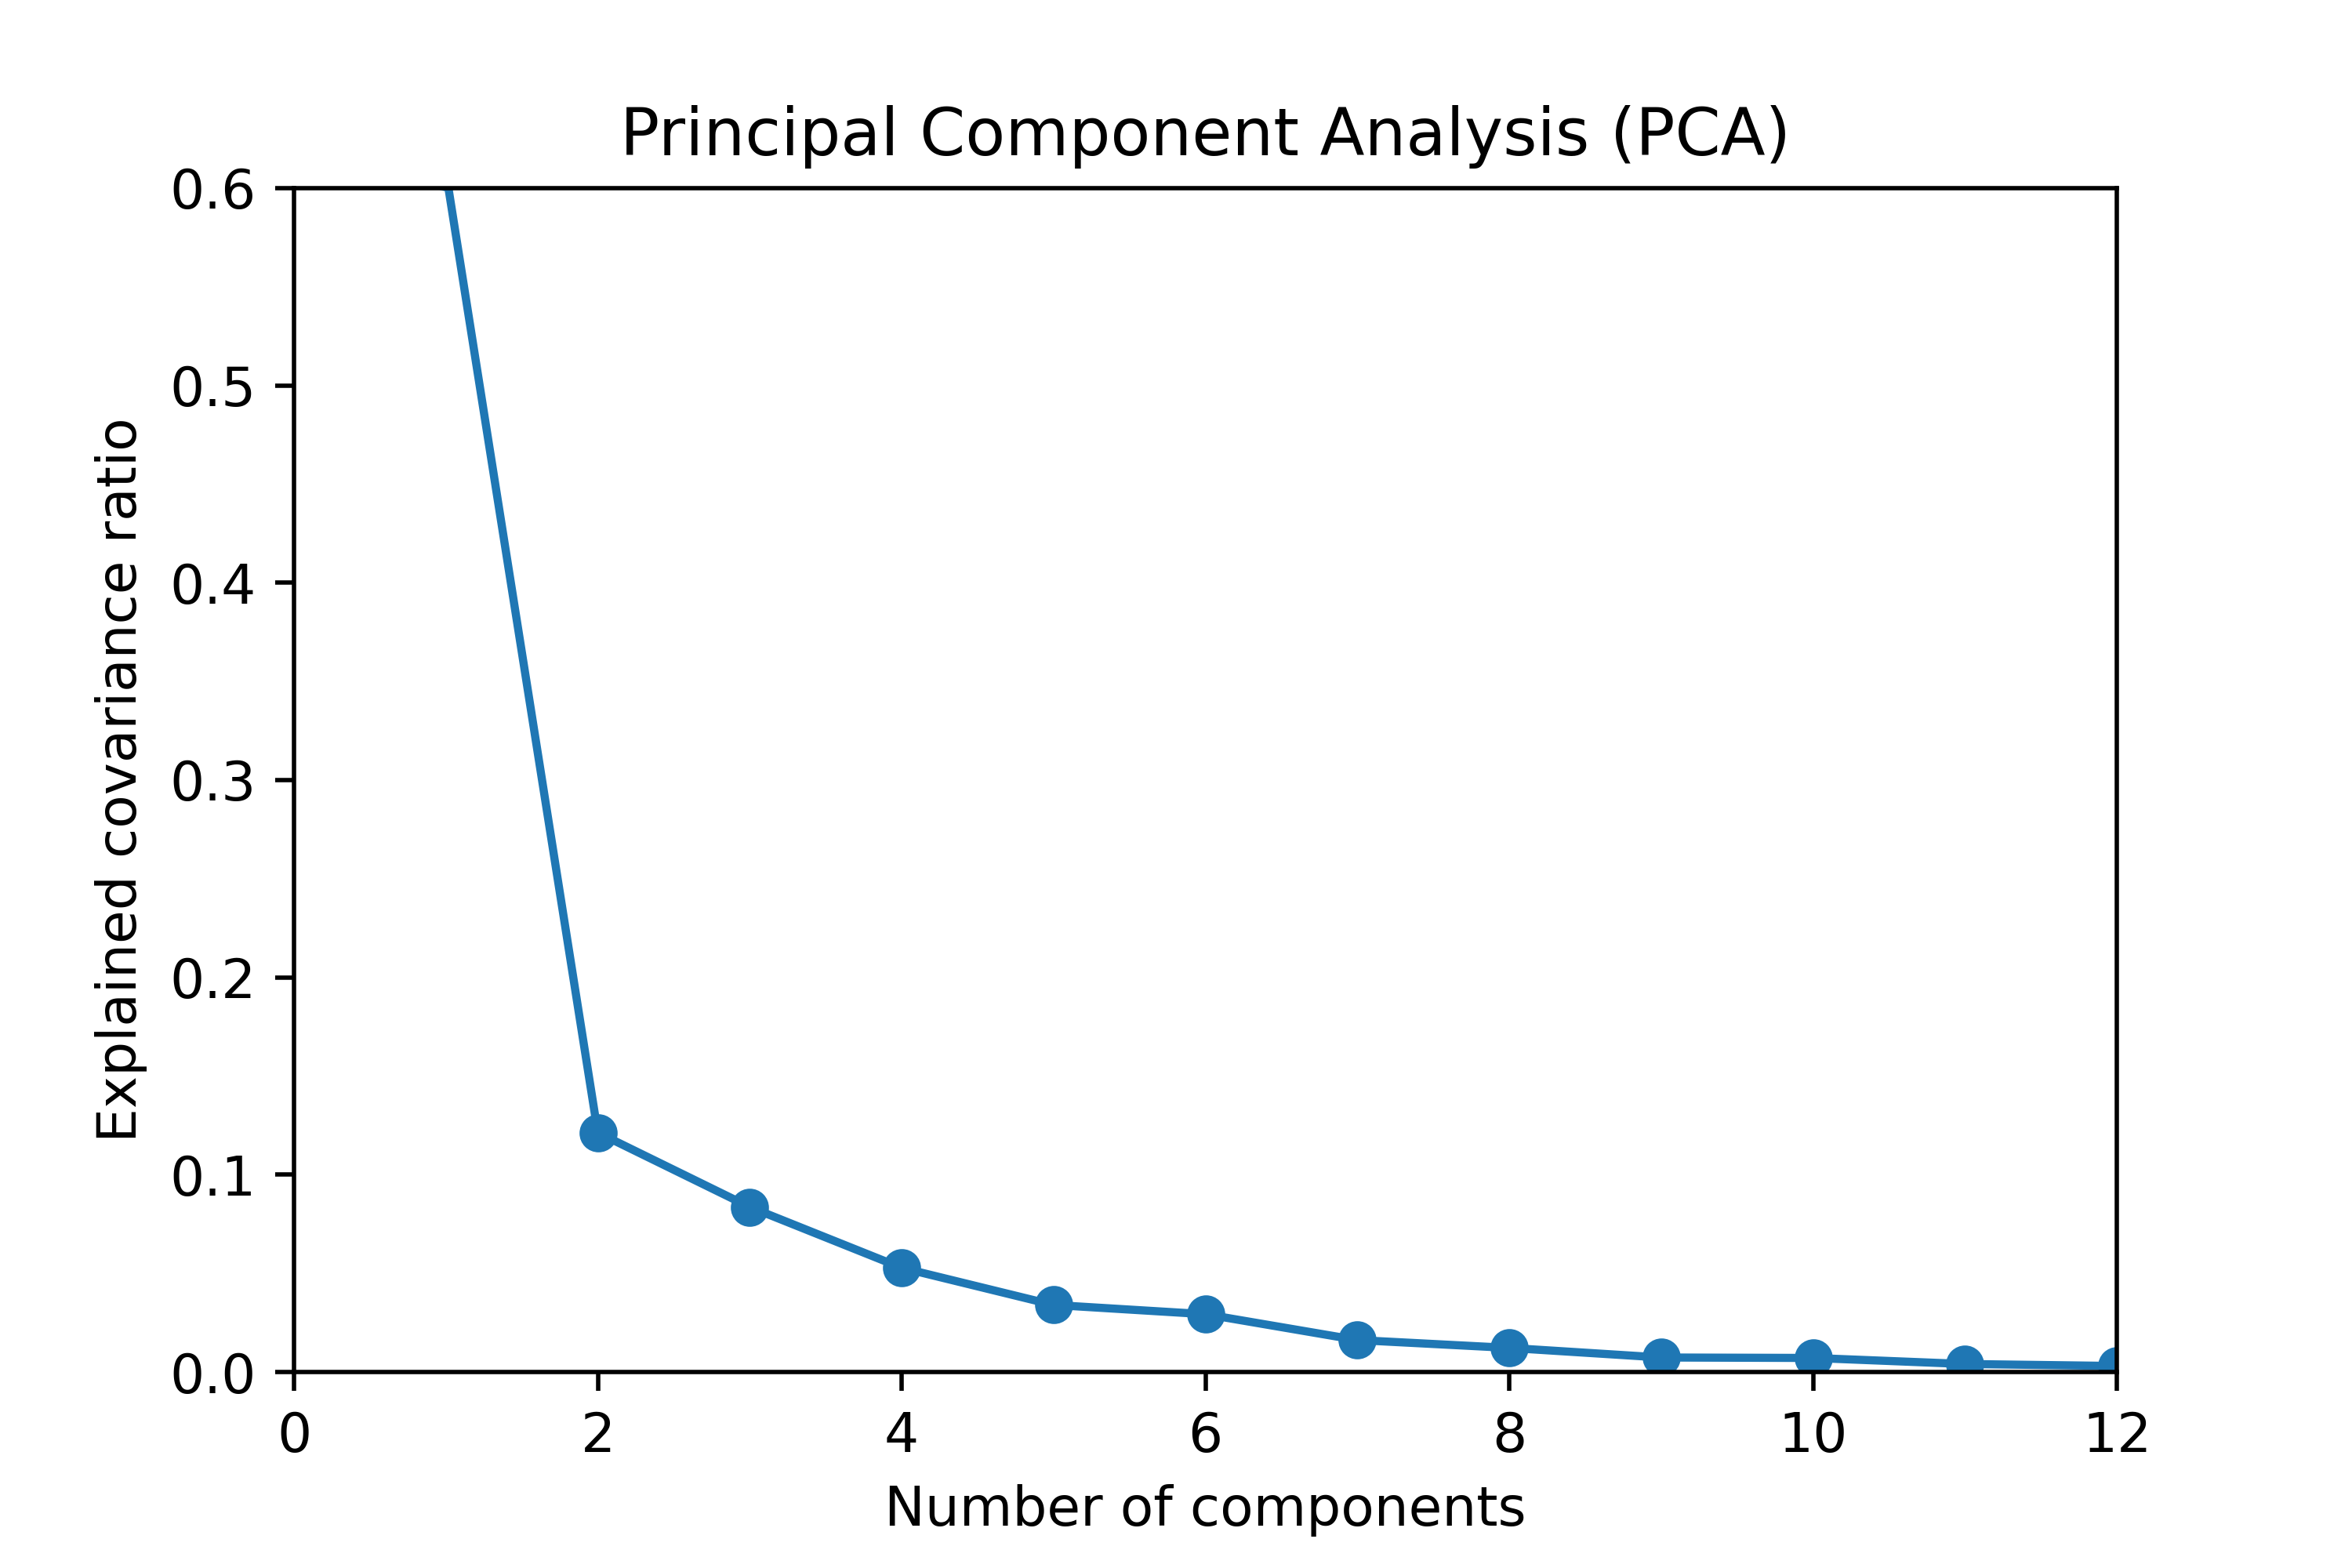 Principal Component Analysis (PCA)
0.6
0.5
0.4
0.3
0.2
0.1
0.0
Explained covariance ratio
0 2 4 6 8 10 12
Number of components